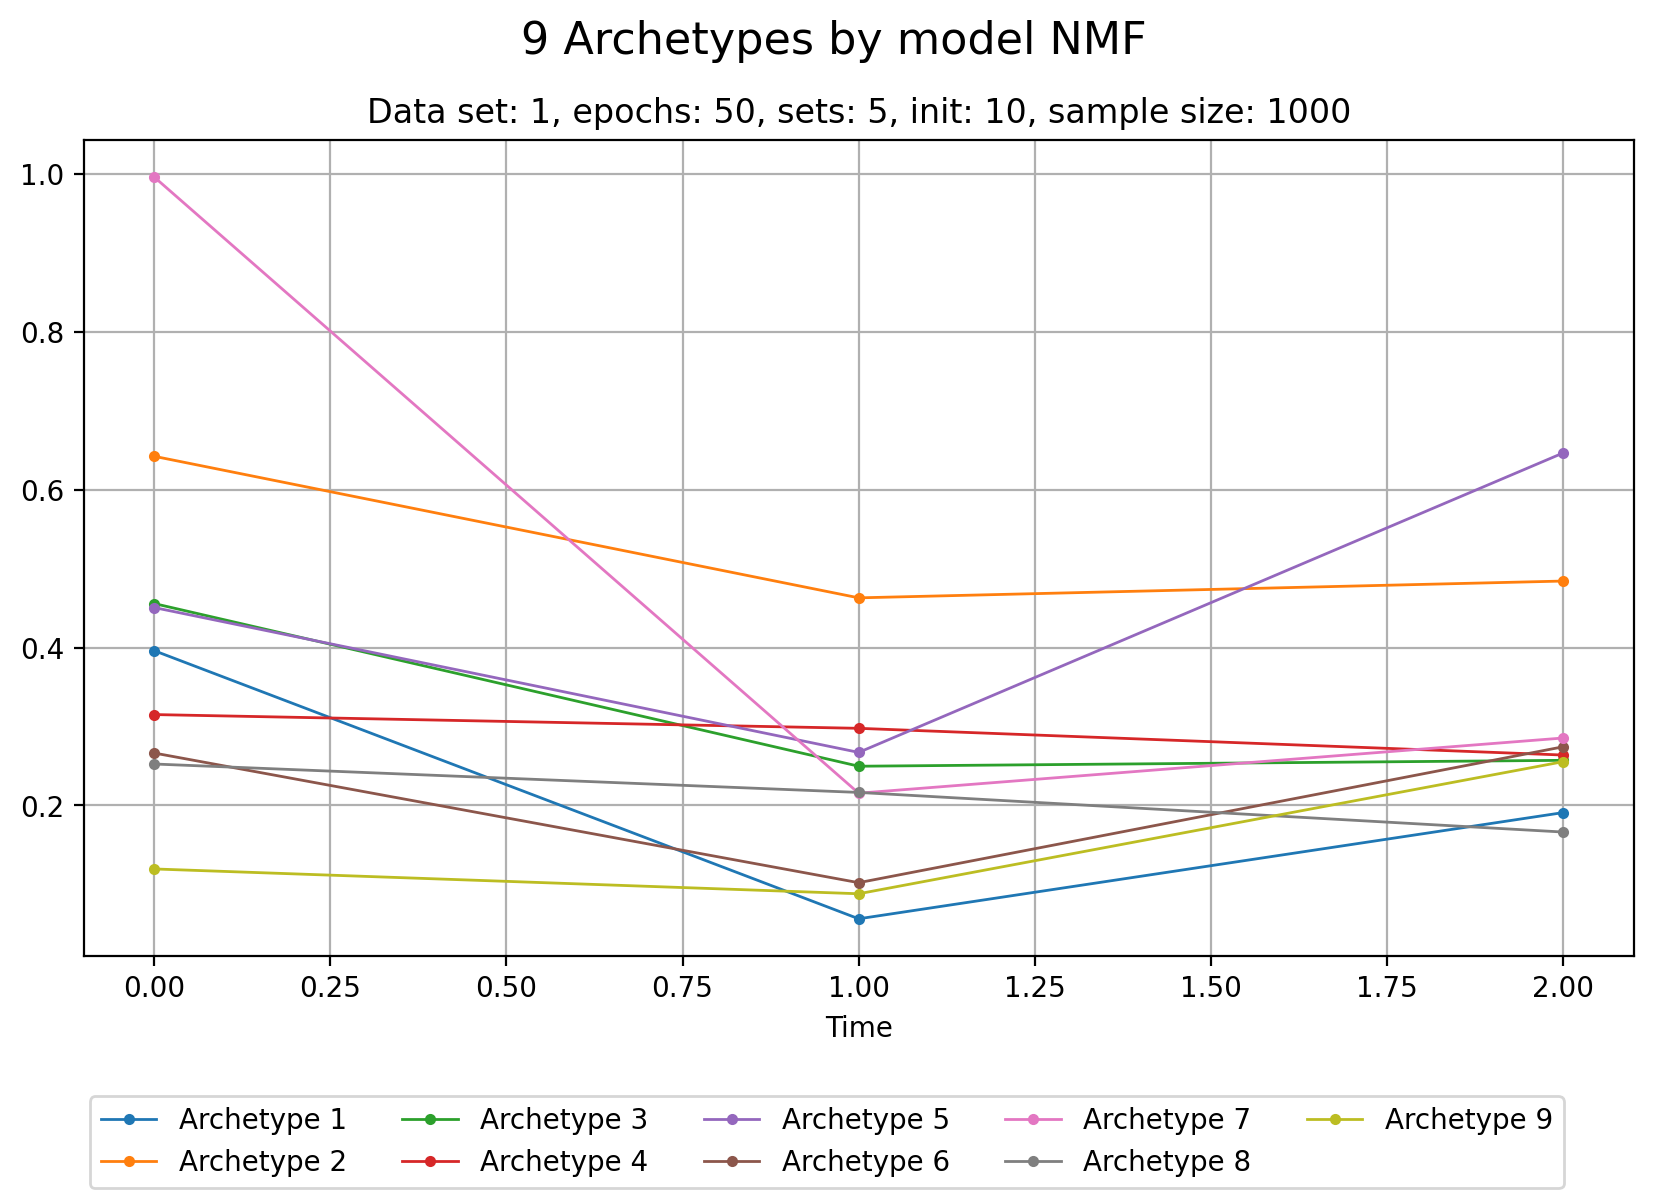 9 Archetypes by model NMF
Data set: 1, epochs: 50, sets: 5, init: 10, sample size: 1000
1.0
0.8
0.6
0.4
0.2
0.00 0.25 0.50 0.75 1.00 1.25 1.50 1.75 2.00
Time
Archetype 1 Archetype 3 Archetype 5 Archetype 7 Archetype 9
Archetype 2 Archetype 4 Archetype 6 Archetype 8